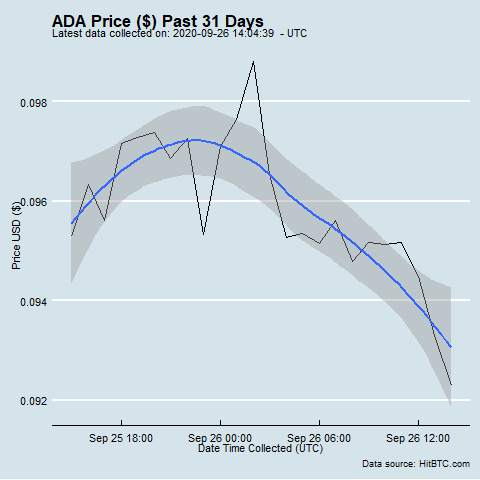 ADA Price ($) Past 31 Days
Latest data collected on: 2020-09-26 14:04:39 - UTC
0.098
0.096
0.094
0.092
Price USD ($)
Sep 25 18:00 Sep 26 00:00 Sep 26 06:00 Sep 26 12:00
Date Time Collected (UTC)
Data source: HitBTC.com